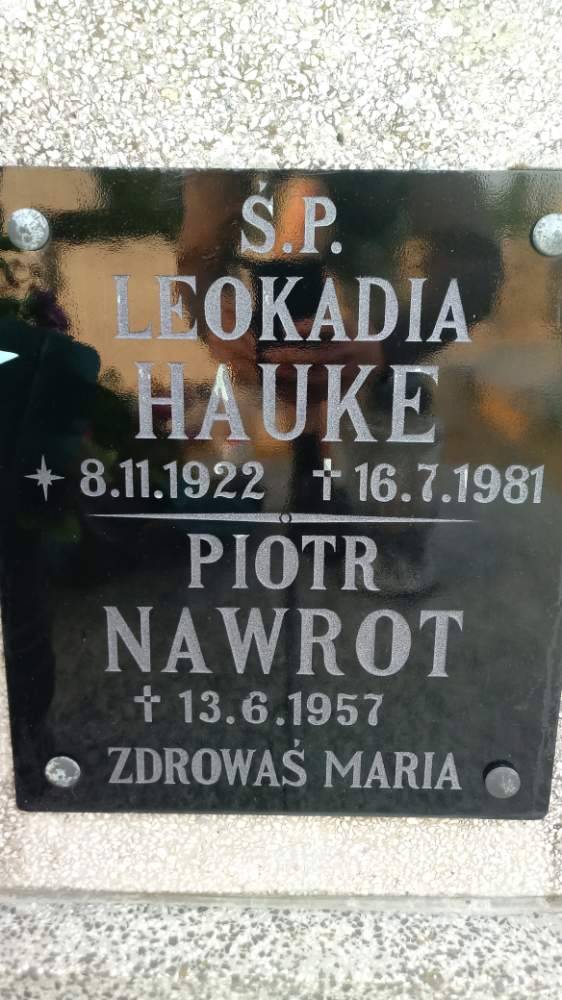 Ś.P.
LEOKADIA
HAUKE
* 8.11.1922 † 16.7.1981
PIOTR
NAWROT
† 13.6.1957
ZDROWAŚ MARIA